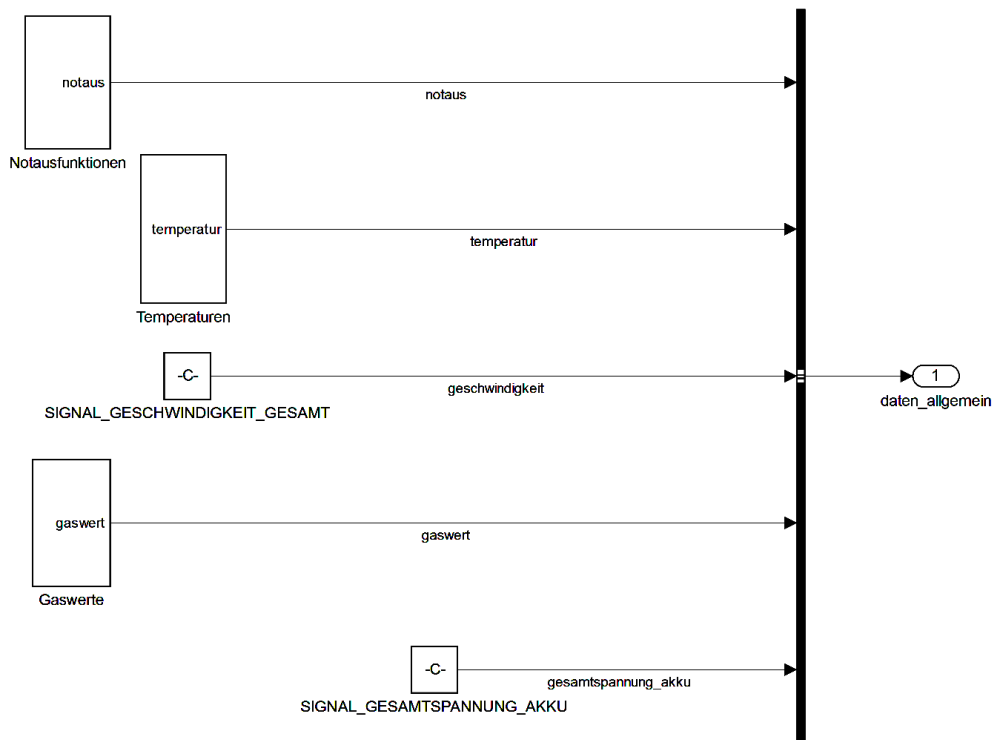 notaus
notaus
Notausfunktionen
temperatur
temperatur
Temperaturen
-C-
geschwindigkeit
SIGNAL_GESCHWINDIGKEIT_GESAMT
1
daten_allgemein
gaswert
gaswert
Gaswerte
-C-
gesamtspannung_akku
SIGNAL_GESAMTSPANNUNG_AKKU